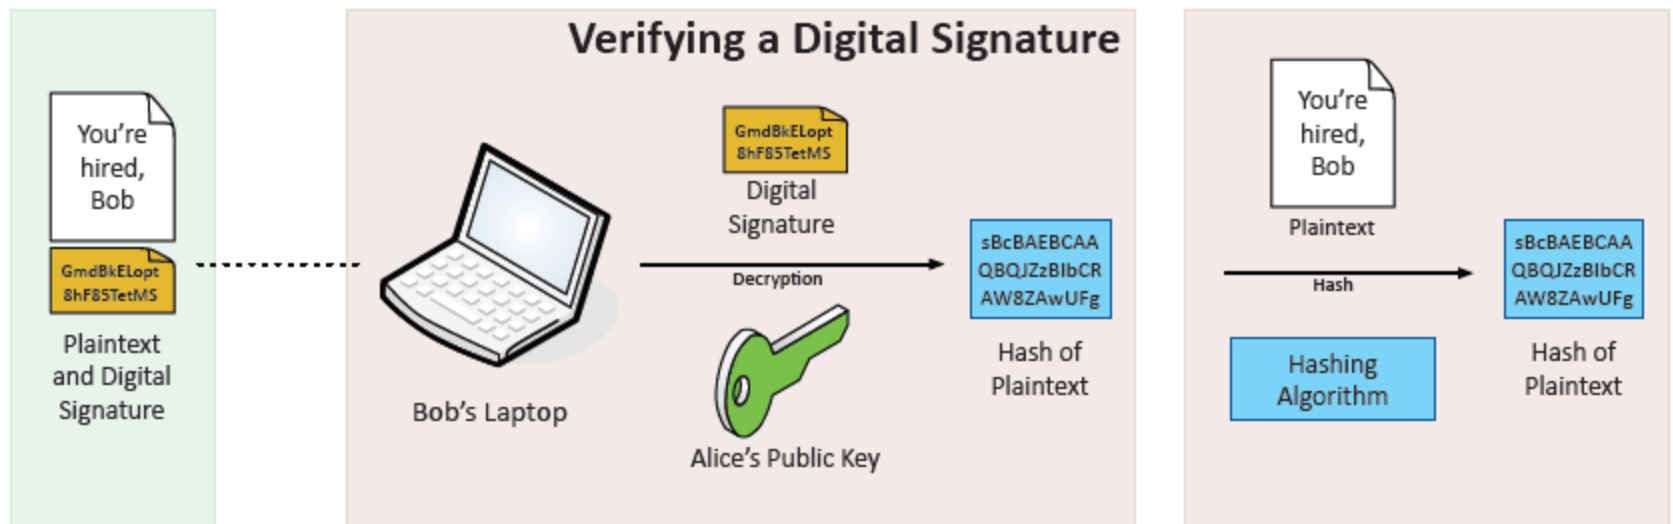 Verifying a Digital Signature
You're
hired,
Bob
GmdBkELopt
8hF85TetMS
Plaintext
and Digital
Signature
Bob's Laptop
GmdBkELopt
8hF85TetMS
Digital
Signature
Decryption
Alice's Public Key
sBcBAEBCAA
QBQJZzBIbCR
AW8ZAwUFg
Hash of
Plaintext
You're
hired,
Bob
Plaintext
Hash
Hashing
Algorithm
sBcBAEBCAA
QBQJZzBIbCR
AW8ZAwUFg
Hash of
Plaintext